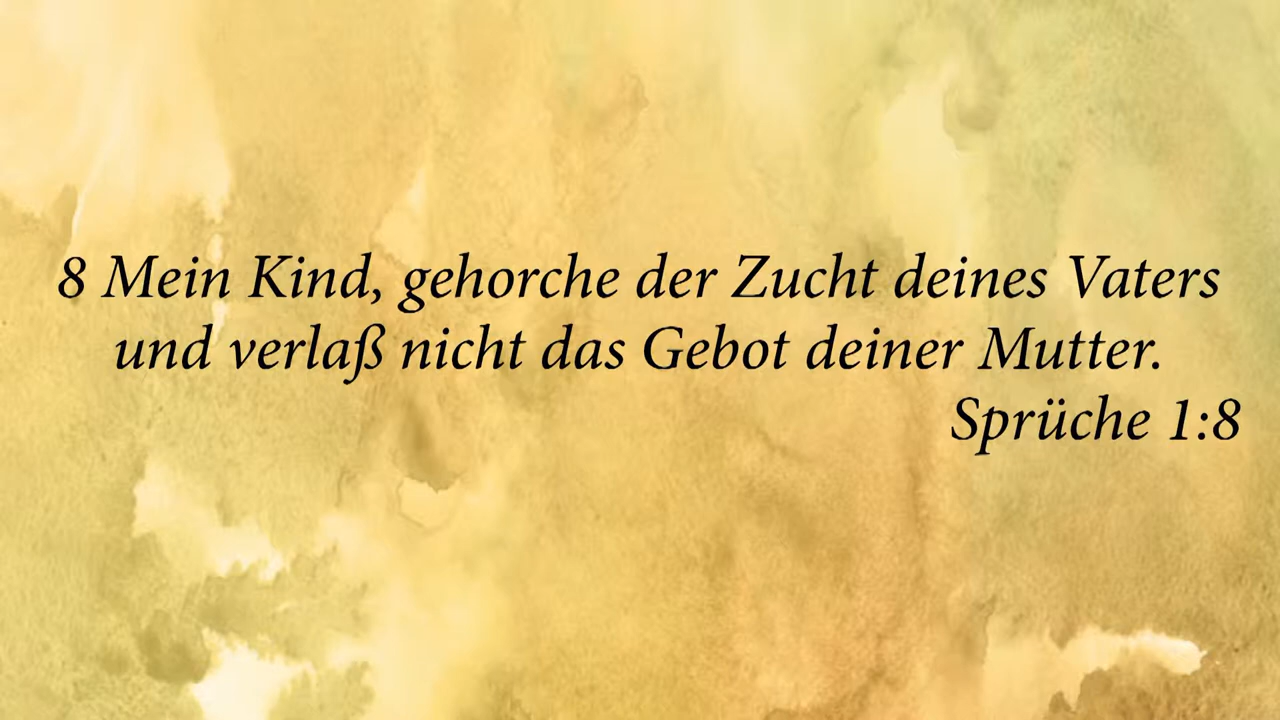 8 Mein Kind, gehorche der Zucht deines Vaters
und verlaß nicht das Gebot deiner Mutter.
Sprüche 1:8